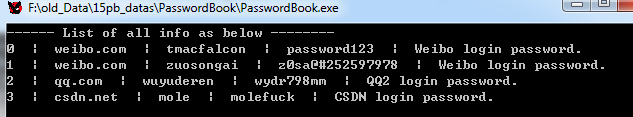 F:\old_Data\15pb_datas\PasswordBook\PasswordBook.exe
------ List of all info as below --------
0 | weibo.com | tmacfalcon | password123 | Weibo login password.
1 | weibo.com | zuosongai | z0sa@#252597978 | Weibo login password.
2 | qq.com | wuyuderen | wydr798mm | QQ2 login password.
3 | csdn.net | mole | molefuck | CSDN login password.